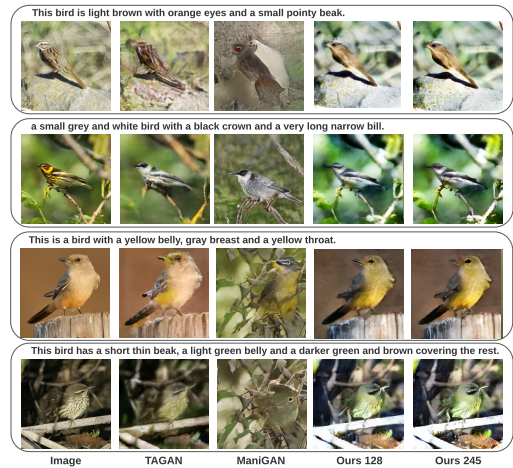 This bird is light brown with orange eyes and a small pointy beak.
a small grey and white bird with a black crown and a very long narrow bill.
This is a bird with a yellow belly, gray breast and a yellow throat.
This bird has a short thin beak, a light green belly and a darker green and brown covering the rest.
Image TAGAN ManiGAN Ours 128 Ours 245